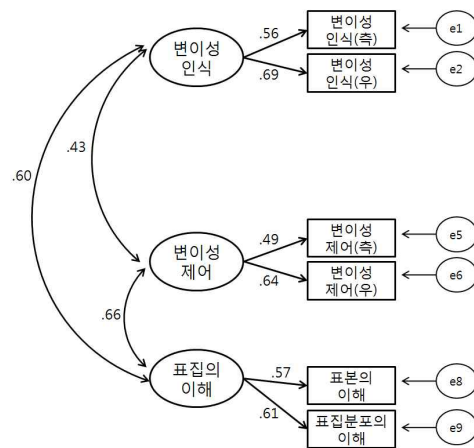 변이성
인식
.56
.69
변이성
인식(측)
변이성
인식(우)
e1
e2
.60
.43
변이성
제어
.49
.64
변이성
제어(측)
변이성
제어(우)
e5
e6
.66
표집의
이해
.57
.61
표본의
이해
표집분포의
이해
e8
e9